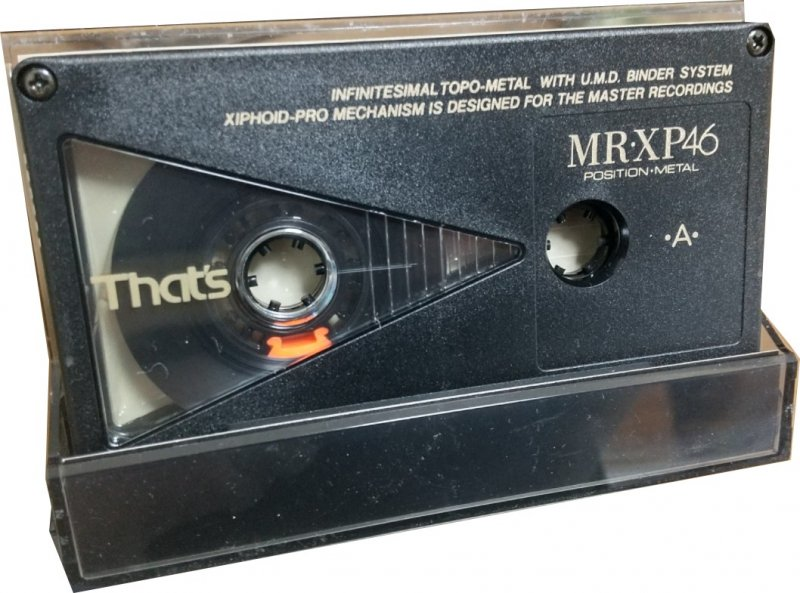 INFINITESIMAL TOPO-METAL WITH U.M.D. BINDER SYSTEM
XIPHOID-PRO MECHANISM IS DESIGNED FOR THE MASTER RECORDINGS
MR·XP46
POSITION·METAL
•A•
That's